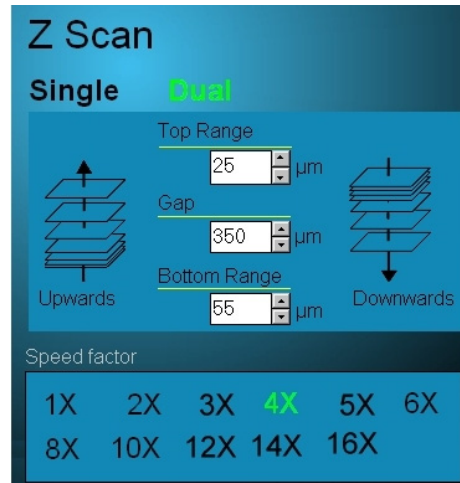 Z Scan
Single Dual
Top Range
25 µm
Gap
350 µm
Bottom Range
55 µm
Upwards Downwards
Speed factor
1X 2X 3X 4X 5X 6X
8X 10X 12X 14X 16X